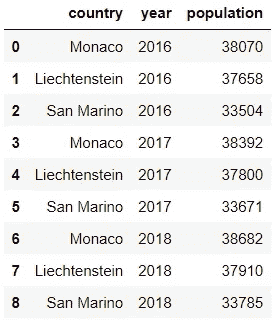 country year population
0 Monaco 2016 38070
1 Liechtenstein 2016 37658
2 San Marino 2016 33504
3 Monaco 2017 38392
4 Liechtenstein 2017 37800
5 San Marino 2017 33671
6 Monaco 2018 38682
7 Liechtenstein 2018 37910
8 San Marino 2018 33785